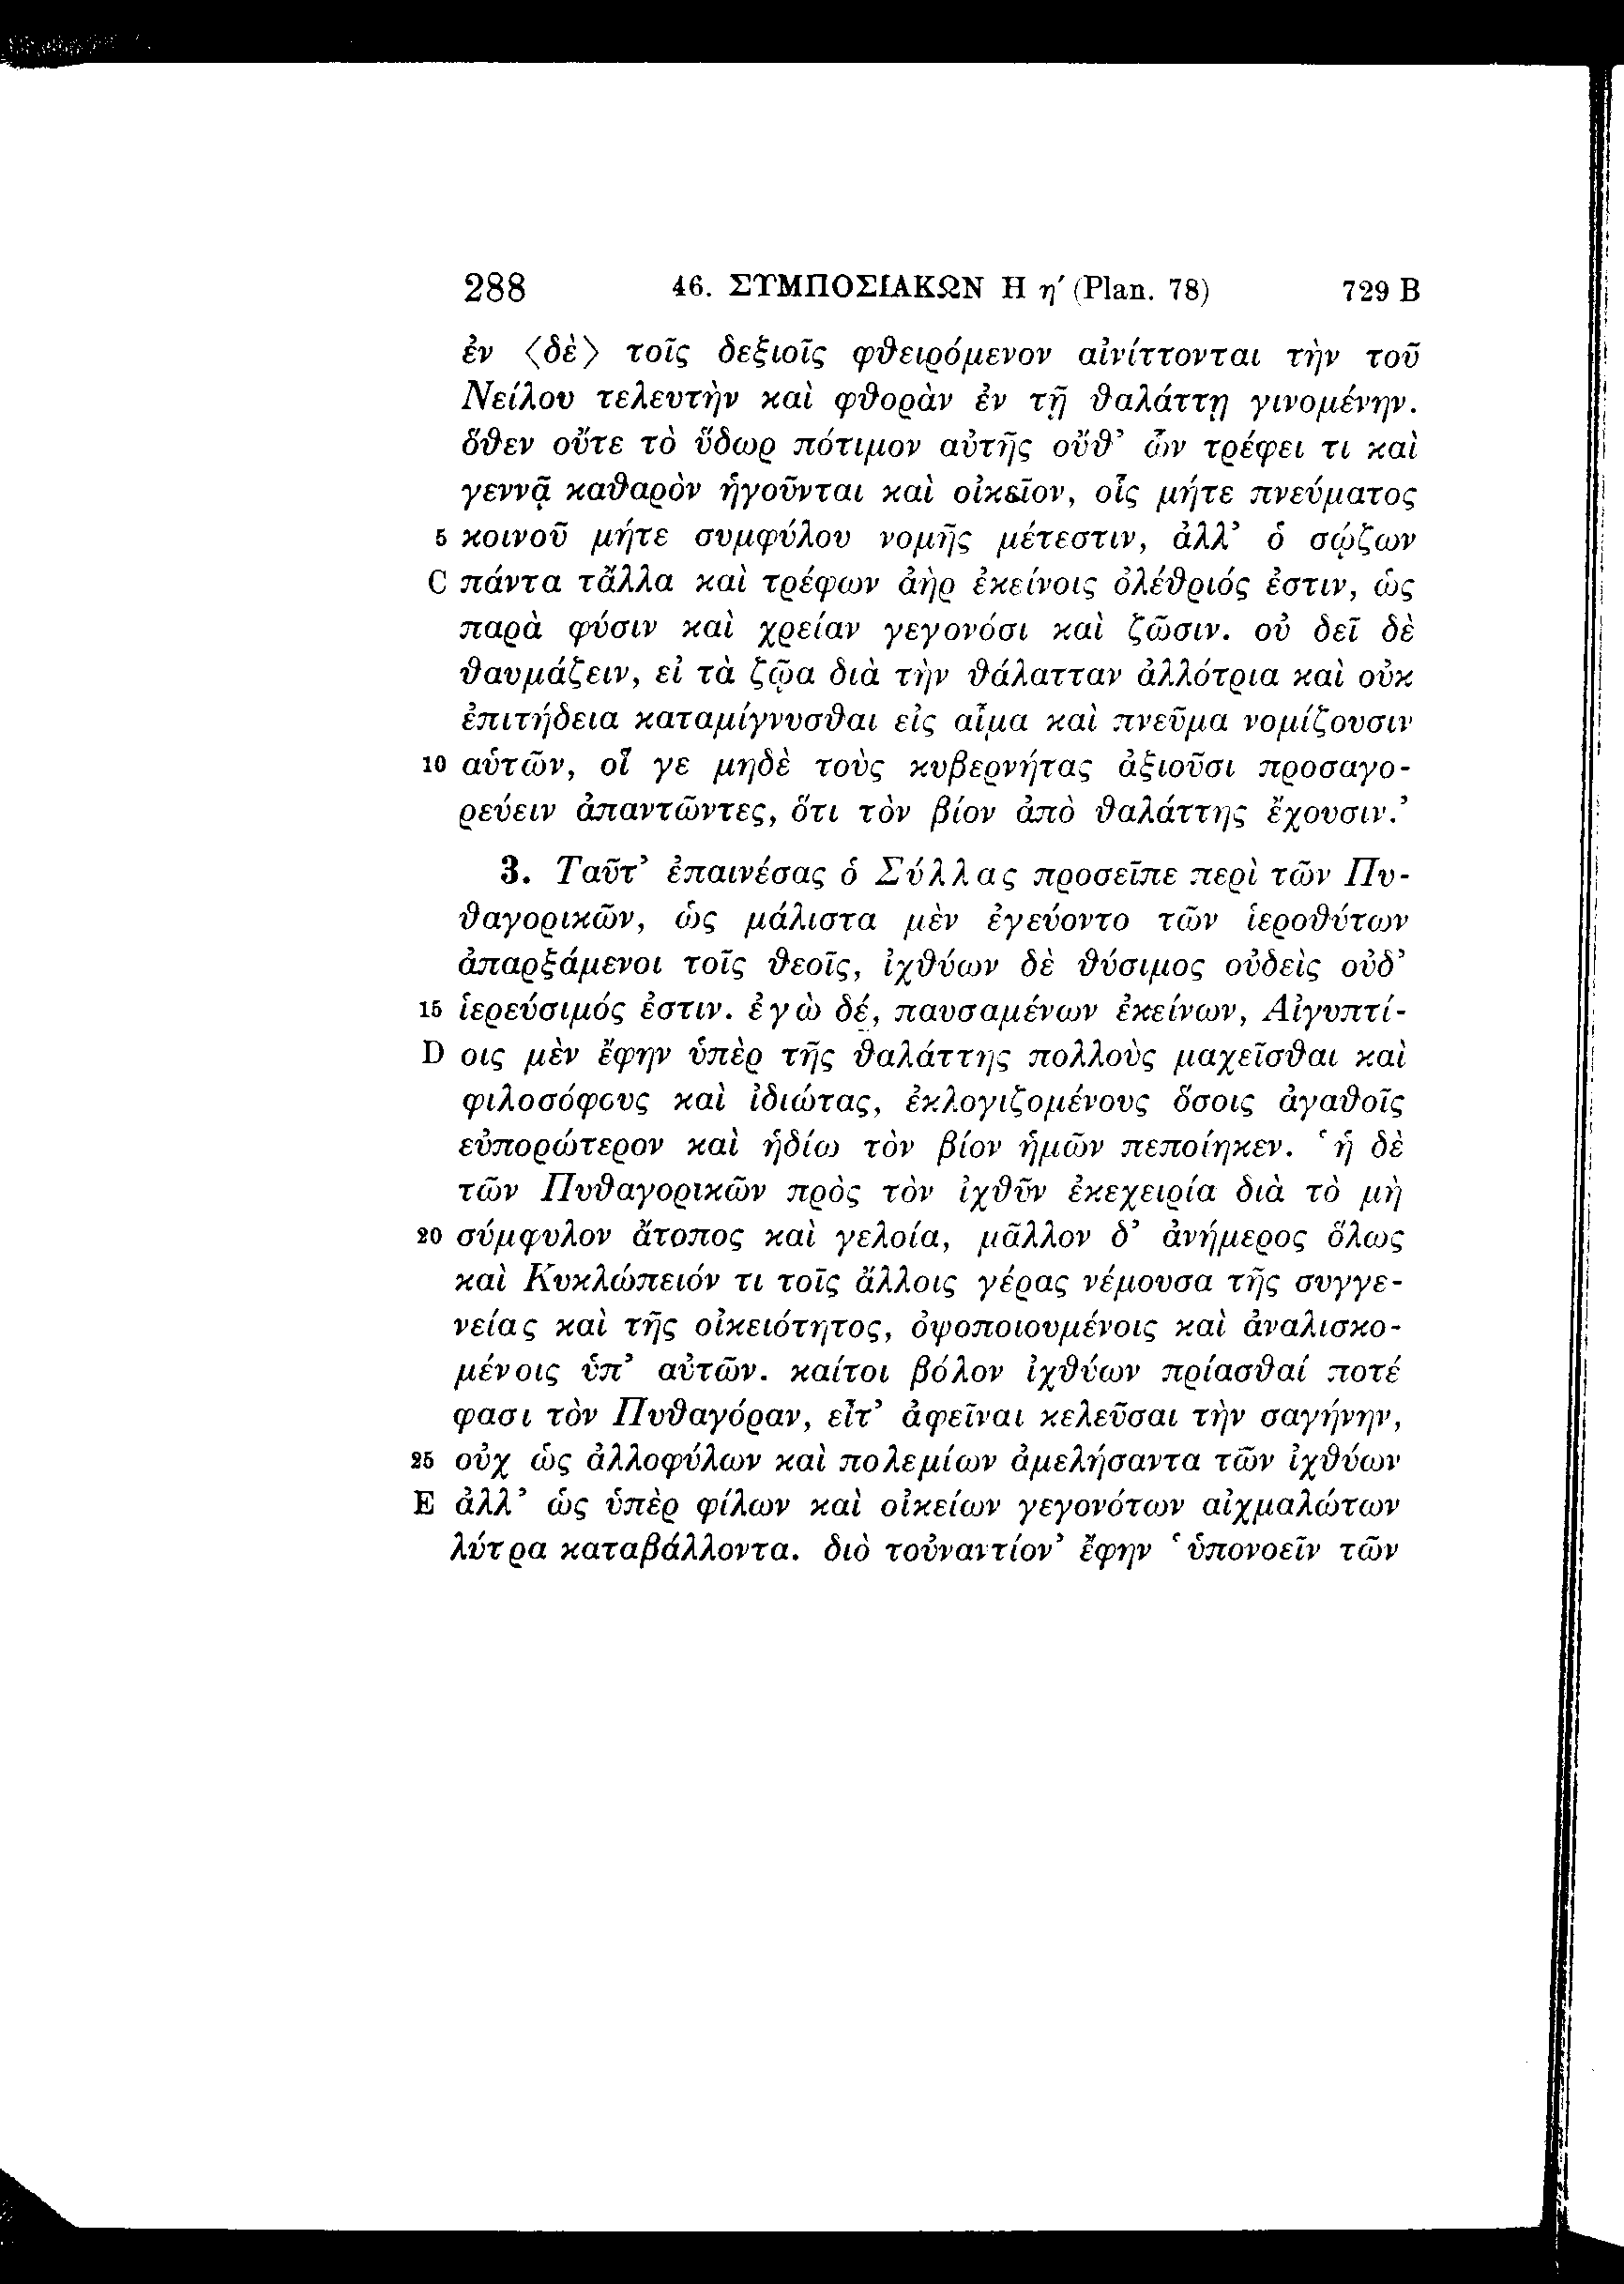 288 46. ΣΥΜΠΟΣΙΑΚΩΝ Η η′ (Plan. 78) 729 B
ἐν ⟨δὲ⟩ τοῖς δεξιοῖς φθειρόμενον αἰνίττονται τὴν τοῦ
Νείλου τελευτὴν καὶ φθορὰν ἐν τῇ θαλάττῃ γινομένην.
ὅθεν οὔτε τὸ ὕδωρ πότιμον αὐτῆς οὔθ’ ὧν τρέφει τι καὶ
γεννᾷ καθαρὸν ἡγοῦνται καὶ οἰκεῖον, οἷς μήτε πνεύματος
5 κοινοῦ μήτε συμφύλου νομῆς μέτεστιν, ἀλλ’ ὁ σῴζων
C πάντα τἄλλα καὶ τρέφων ἀὴρ ἐκείνοις ὀλέθριός ἐστιν, ὡς
παρὰ φύσιν καὶ χρείαν γεγονόσι καὶ ζῶσιν. οὐ δεῖ δὲ
θαυμάζειν, εἰ τὰ ζῷα διὰ τὴν θάλατταν ἀλλότρια καὶ οὐκ
ἐπιτήδεια καταμίγνυσθαι εἰς αἷμα καὶ πνεῦμα νομίζουσιν
10 αὑτῶν, οἵ γε μηδὲ τοὺς κυβερνήτας ἀξιοῦσι προσαγο-
ρεύειν ἀπαντῶντες, ὅτι τὸν βίον ἀπὸ θαλάττης ἔχουσιν.’
3. Ταῦτ’ ἐπαινέσας ὁ Σύλλας προσεῖπε περὶ τῶν Πυ-
θαγορικῶν, ὡς μάλιστα μὲν ἐγεύοντο τῶν ἱεροθύτων
ἀπαρξάμενοι τοῖς θεοῖς, ἰχθύων δὲ θύσιμος οὐδεὶς οὐδ’
15 ἱερεύσιμός ἐστιν. ἐγὼ δέ, παυσαμένων ἐκείνων, Αἰγυπτί-
D οις μὲν ἔφην ὑπὲρ τῆς θαλάττης πολλοὺς μαχεῖσθαι καὶ
φιλοσόφους καὶ ἰδιώτας, ἐκλογιζομένους ὅσοις ἀγαθοῖς
εὐπορώτερον καὶ ἡδίω τὸν βίον ἡμῶν πεποίηκεν. ‘ἡ δὲ
τῶν Πυθαγορικῶν πρὸς τὸν ἰχθῦν ἐκεχειρία διὰ τὸ μὴ
20 σύμφυλον ἄτοπος καὶ γελοία, μᾶλλον δ’ ἀνήμερος ὅλως
καὶ Κυκλώπειόν τι τοῖς ἄλλοις γέρας νέμουσα τῆς συγγε-
νείας καὶ τῆς οἰκειότητος, ὀψοποιουμένοις καὶ ἀναλισκο-
μένοις ὑπ’ αὐτῶν. καίτοι βόλον ἰχθύων πρίασθαί ποτέ
φασι τὸν Πυθαγόραν, εἶτ’ ἀφεῖναι κελεῦσαι τὴν σαγήνην,
25 οὐχ ὡς ἀλλοφύλων καὶ πολεμίων ἀμελήσαντα τῶν ἰχθύων
E ἀλλ’ ὡς ὑπὲρ φίλων καὶ οἰκείων γεγονότων αἰχμαλώτων
λύτρα καταβάλλοντα. διὸ τοὐναντίον’ ἔφην ‘ὑπονοεῖν τῶν